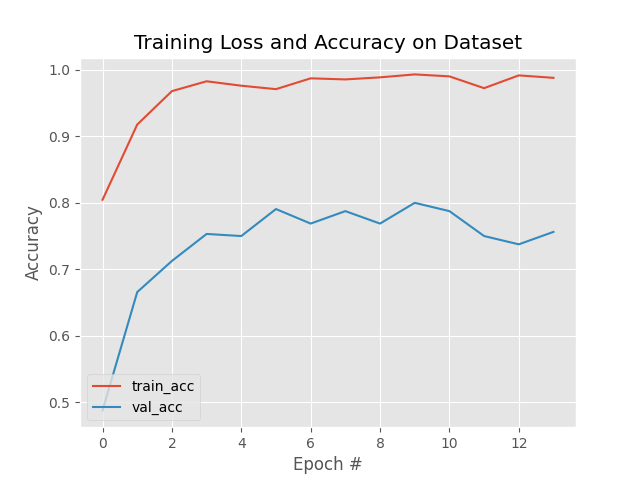 Training Loss and Accuracy on Dataset
1.0
0.9
0.8
0.7
0.6
0.5
Accuracy
train_acc
val_acc
0 2 4 6 8 10 12
Epoch #